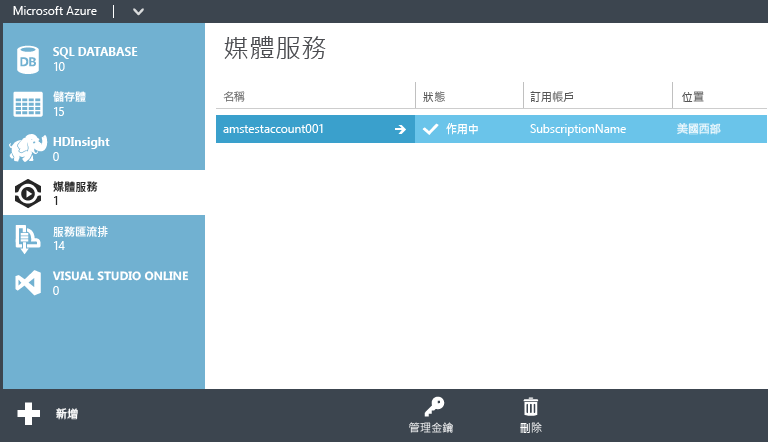 Microsoft Azure
SQL DATABASE
10
儲存體
15
HDInsight
0
媒體服務
1
服務匯流排
14
VISUAL STUDIO ONLINE
0
媒體服務
名稱 狀態 訂用帳戶 位置
amstestaccount001 作用中 SubscriptionName 美國西部
新增 管理金鑰 刪除
DB